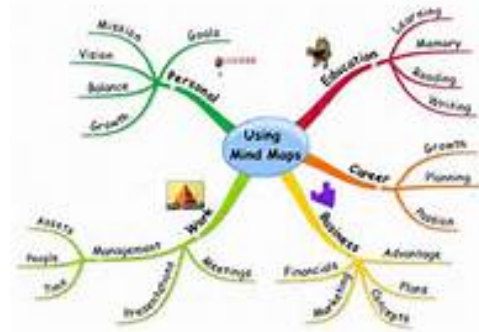 Using
Mind Maps
Personal
Mission
Vision
Balance
Growth
Goals
Education
Learning
Memory
Reading
Writing
Career
Growth
Planning
Passion
Business
Advantage
Plans
Concepts
Marketing
Financials
Work
Meetings
Presentations
Management
Assets
People
Time